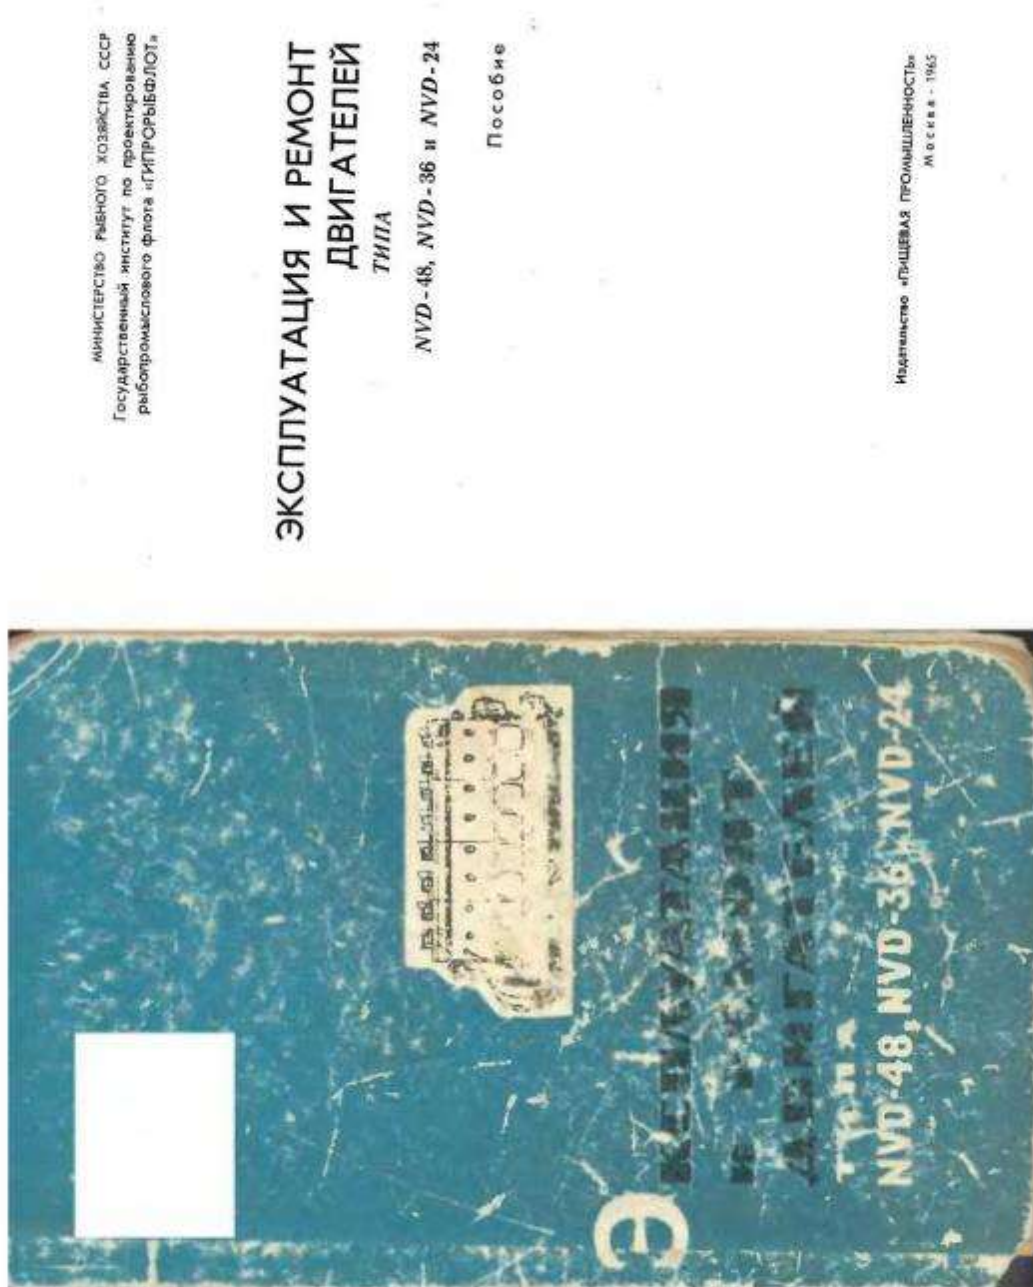 МИНИСТЕРСТВО РЫБНОГО ХОЗЯЙСТВА СССР
Государственный институт по проектированию
рыбопромыслового флота «ГИПРОРЫБФЛОТ»
ЭКСПЛУАТАЦИЯ И РЕМОНТ
ДВИГАТЕЛЕЙ
ТИПА
NVD-48, NVD-36 и NVD-24
Пособие
Издательство «ПИЩЕВАЯ ПРОМЫШЛЕННОСТЬ»
Москва - 1965
ЭКСПЛУАТАЦИЯ
И РЕМОНТ
ДВИГАТЕЛЕЙ
типа
NVD-48, NVD-36, NVD-24